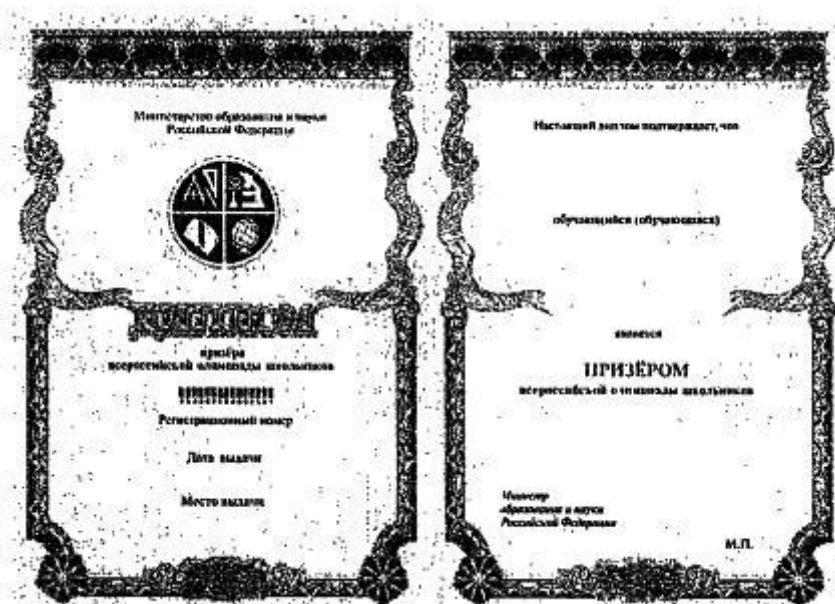 Министерство образования и науки
Российской Федерации
призёра
всероссийской олимпиады школьников
Регистрационный номер
Дата выдачи
Место выдачи
Настоящий диплом подтверждает, что
обучающийся (обучающаяся)
является
ПРИЗЁРОМ
всероссийской олимпиады школьников
Министр
образования и науки
Российской Федерации
М.П.